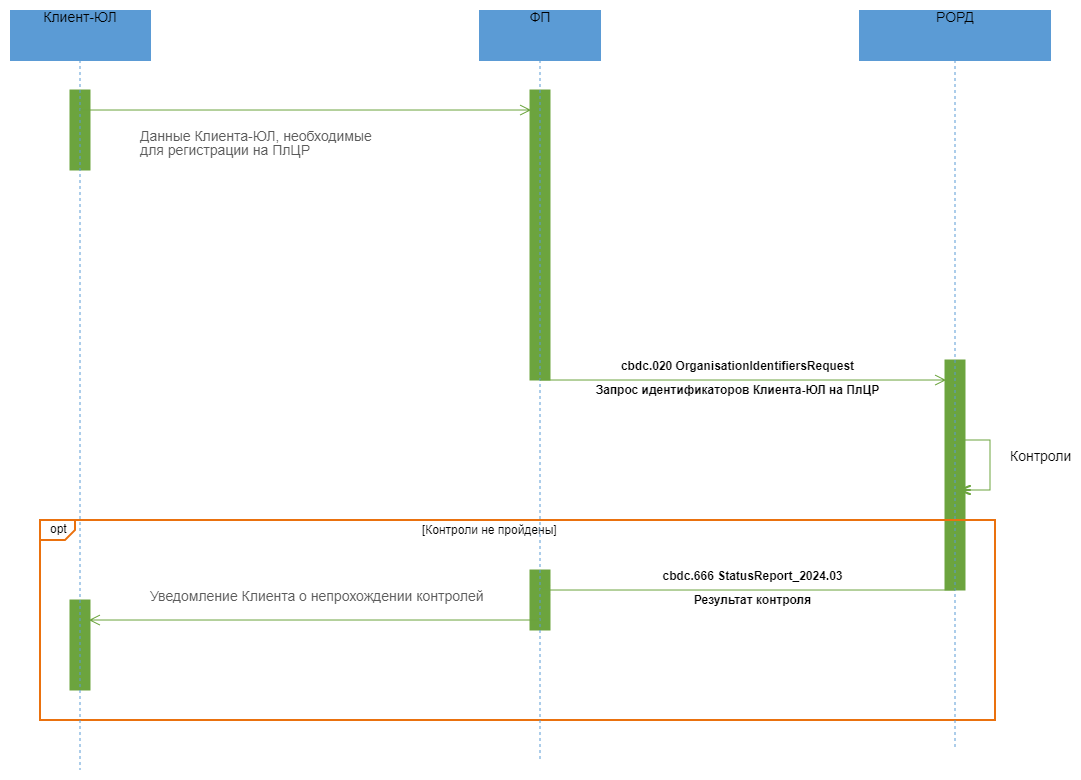 Клиент-ЮЛ
ФП
РОРД
Данные Клиента-ЮЛ, необходимые
для регистрации на ПлЦР
cbdc.020 OrganisationIdentifiersRequest
Запрос идентификаторов Клиента-ЮЛ на ПлЦР
Контроли
opt
[Контроли не пройдены]
cbdc.666 StatusReport_2024.03
Результат контроля
Уведомление Клиента о непрохождении контролей